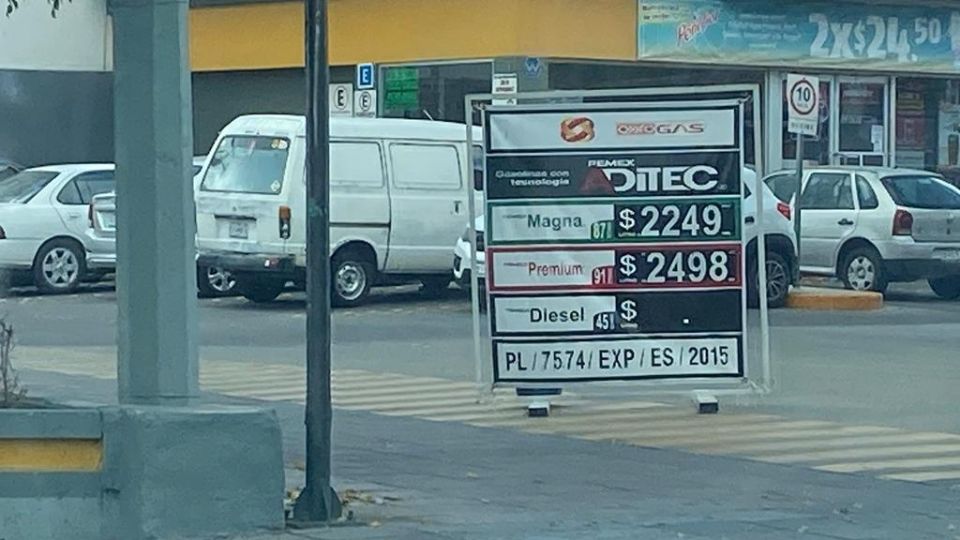 2x$24.50
E
E
E
10
OXXO GAS
PEMEX
Gasolinas con
tecnología
ADITEC
Magna 87 $2249
Premium 91 $2498
Diesel 45 $
PL / 7574 / EXP / ES / 2015